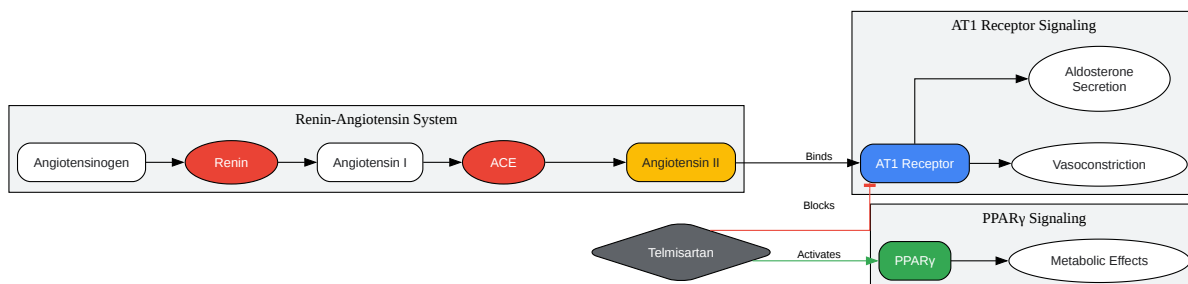 AT1 Receptor Signaling
Aldosterone
Secretion
Renin-Angiotensin System
Angiotensinogen
Renin
Angiotensin I
ACE
Angiotensin II
Binds
AT1 Receptor
Vasoconstriction
Blocks
PPARγ Signaling
Telmisartan
Activates
PPARγ
Metabolic Effects